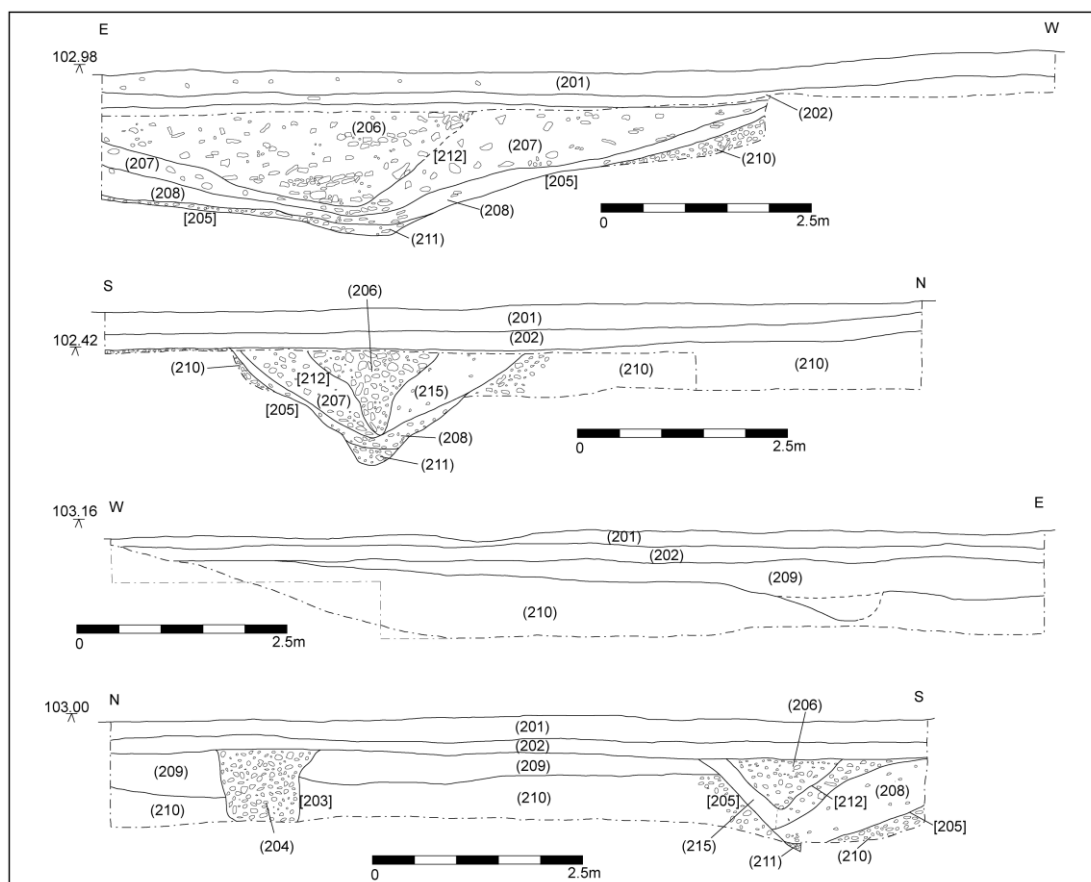 E W
102.98
(201)
(202)
(206)
[212] (207)
(207) (210)
(208) [205]
[205] (208)
(211) 0 2.5m
S N
(206)
(201)
(202)
102.42
(210) [212] (210) (210)
(207) (215)
[205]
(208)
(211) 0 2.5m
W E
103.16
(201)
(202)
(209)
(210)
0 2.5m
N S
103.00 (206)
(201)
(202)
(209) (209)
(210) [203] (210) [205] [212] (208)
[205]
(204) (215) (211) (210)
0 2.5m